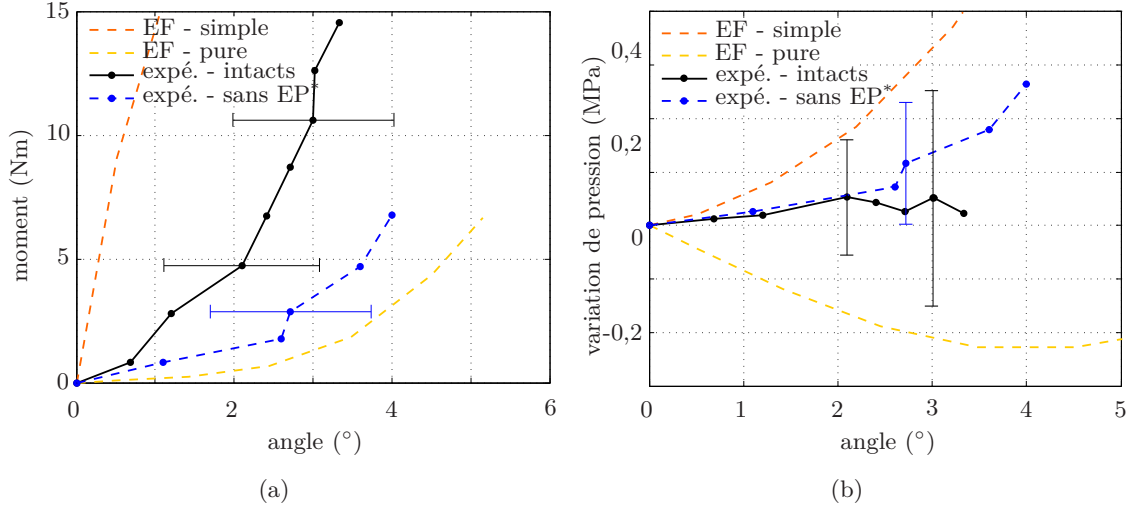 15
10
5
0
0
2
4
6
moment (Nm)
angle (°)
EF - simple
EF - pure
expé. - intacts
expé. - sans EP*
(a)
0,4
0,2
0
-0,2
0
1
2
3
4
5
variation de pression (MPa)
angle (°)
EF - simple
EF - pure
expé. - intacts
expé. - sans EP*
(b)